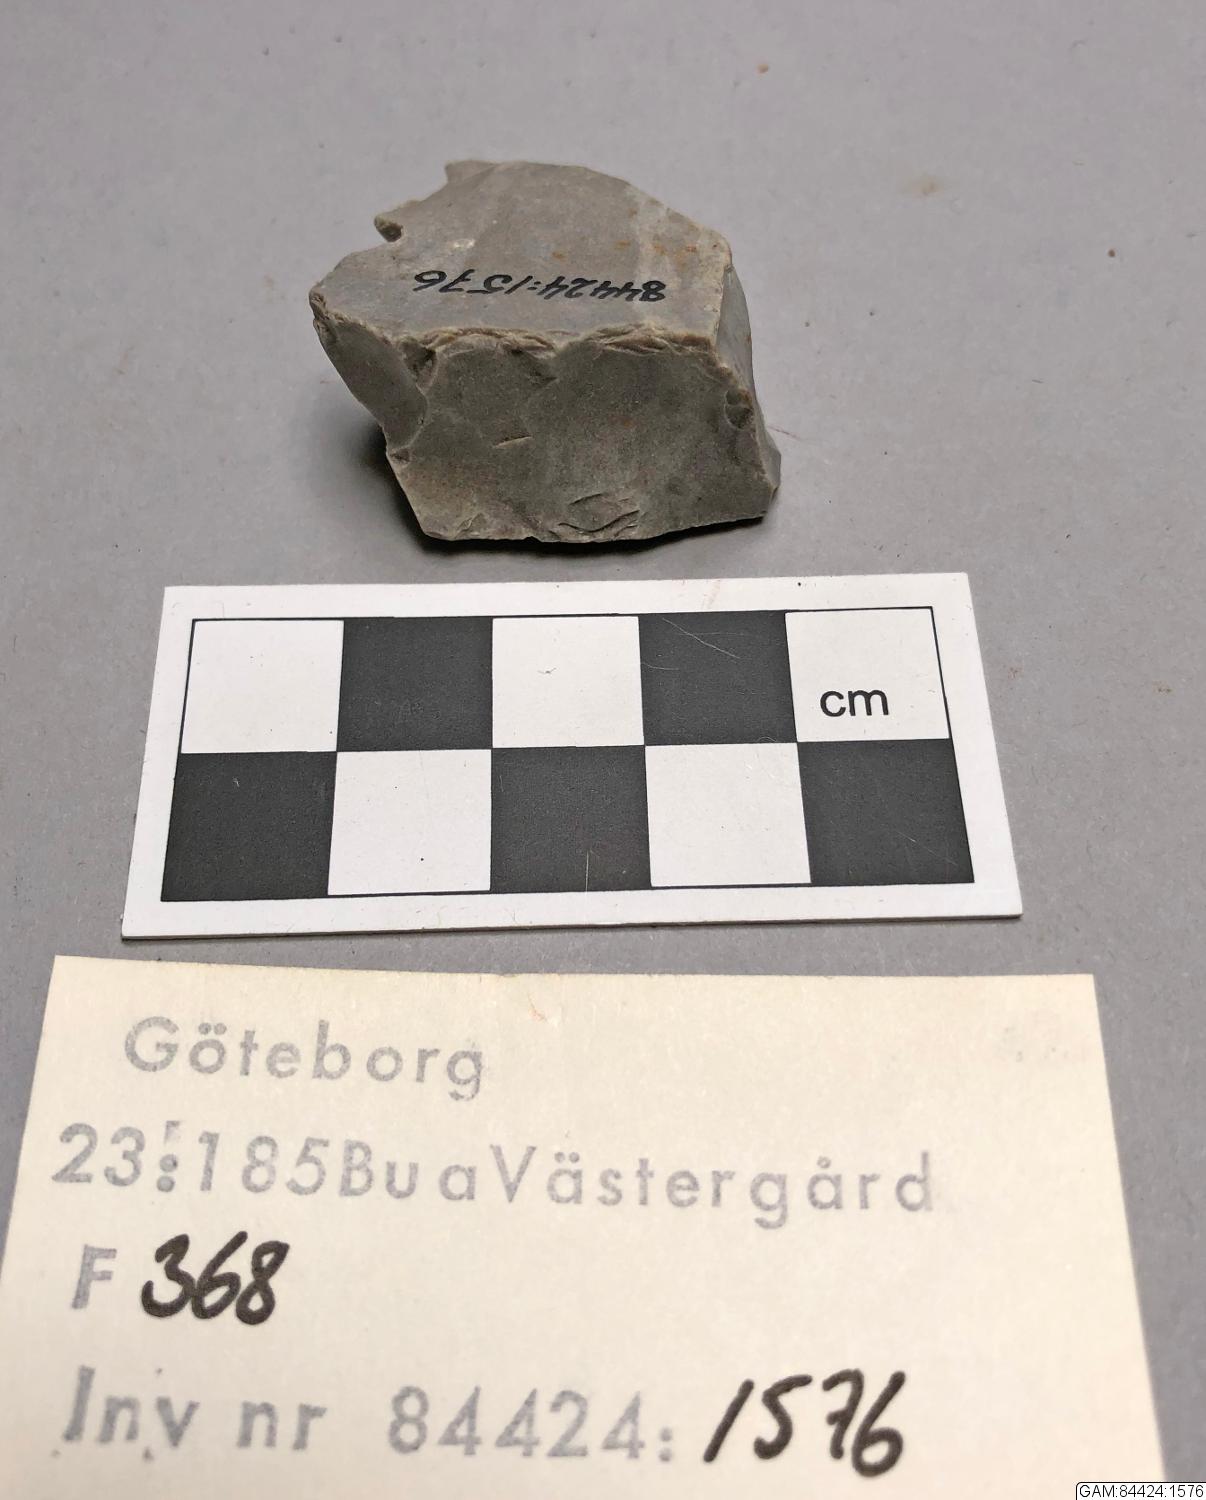 84424:1576
cm
Göteborg
23:185 Bua Västergård
F 368
Inv nr 84424:1576
GAM:84424:1576